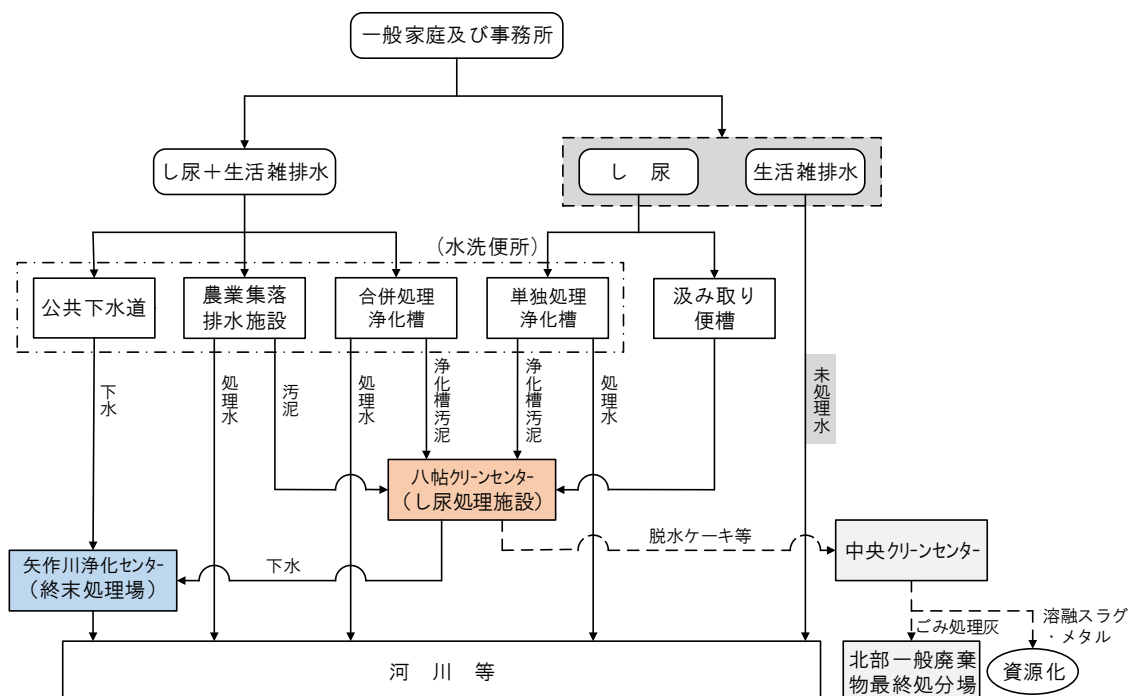 一般家庭及び事務所
し尿＋生活雑排水
し　尿
生活雑排水
（水洗便所）
公共下水道
農業集落
排水施設
合併処理
浄化槽
単独処理
浄化槽
汲み取り
便槽
下水
処理水
汚泥
処理水
浄化槽汚泥
浄化槽汚泥
処理水
未処理水
八帖クリーンセンター
（し尿処理施設）
脱水ケーキ等
中央クリーンセンター
矢作川浄化センター
（終末処理場）
下水
ごみ処理灰
溶融スラグ
・メタル
河　川　等
北部一般廃棄
物最終処分場
資源化